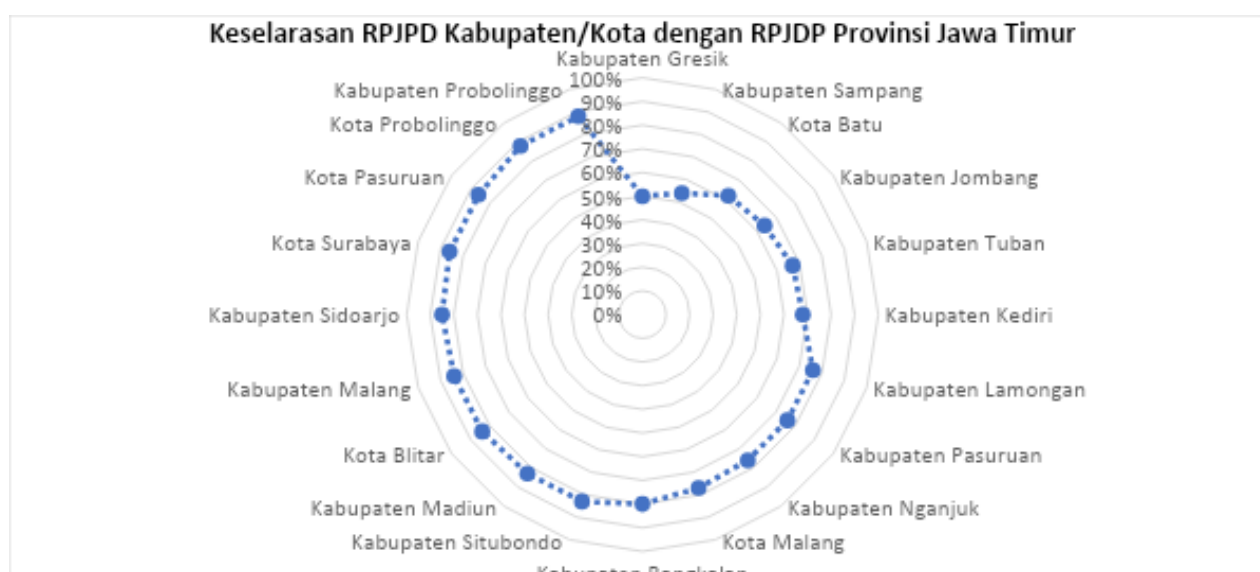 Keselarasan RPJPD Kabupaten/Kota dengan RPJDP Provinsi Jawa Timur
Kabupaten Gresik
Kabupaten Sampang
Kota Batu
Kabupaten Jombang
Kabupaten Tuban
Kabupaten Kediri
Kabupaten Lamongan
Kabupaten Pasuruan
Kabupaten Nganjuk
Kota Malang
Kabupaten Bangkalan
Kabupaten Situbondo
Kabupaten Madiun
Kota Blitar
Kabupaten Malang
Kabupaten Sidoarjo
Kota Surabaya
Kota Pasuruan
Kota Probolinggo
Kabupaten Probolinggo
100%
90%
80%
70%
60%
50%
40%
30%
20%
10%
0%